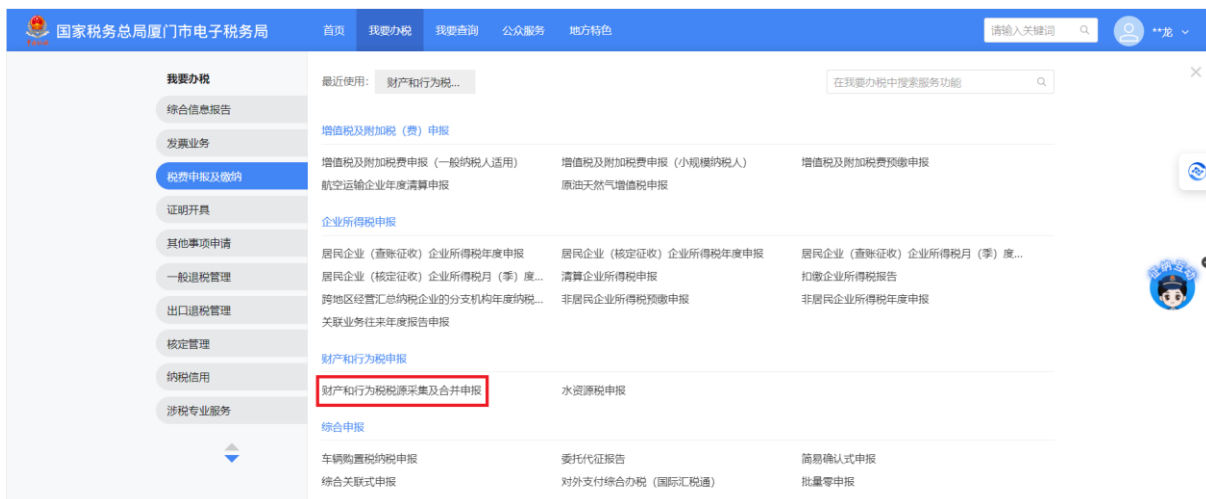 国家税务总局厦门市电子税务局 首页 我要办税 我要查询 公众服务 地方特色 请输入关键词 **龙
我要办税
综合信息报告
发票业务
税费申报及缴纳
证明开具
其他事项申请
一般退税管理
出口退税管理
核定管理
纳税信用
涉税专业服务
最近使用: 财产和行为税... 在我要办税中搜索服务功能
增值税及附加税（费）申报
增值税及附加税费申报（一般纳税人适用） 增值税及附加税费申报（小规模纳税人） 增值税及附加税费预缴申报
航空运输企业年度清算申报 原油天然气增值税申报
企业所得税申报
居民企业（查账征收）企业所得税年度申报 居民企业（核定征收）企业所得税年度申报 居民企业（查账征收）企业所得税月（季）度...
居民企业（核定征收）企业所得税月（季）度... 清算企业所得税申报 扣缴企业所得税报告
跨地区经营汇总纳税企业的分支机构年度纳税... 非居民企业所得税预缴申报 非居民企业所得税年度申报
关联业务往来年度报告申报
财产和行为税申报
财产和行为税税源采集及合并申报 水资源税申报
综合申报
车辆购置税纳税申报 委托代征报告 简易确认式申报
综合关联式申报 对外支付综合办税（国际汇税通） 批量零申报
征纳互动